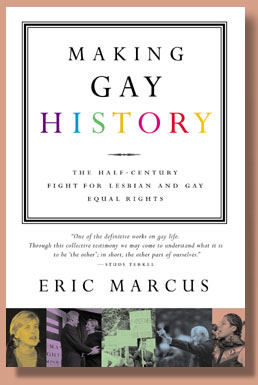 MAKING
GAY
HISTORY
THE HALF-CENTURY
FIGHT FOR LESBIAN AND GAY
EQUAL RIGHTS
"One of the definitive works on gay life.
Through this collective testimony we may come to understand what it is
to be 'the other'; in short, the other part of ourselves."
—STUDS TERKEL
ERIC MARCUS